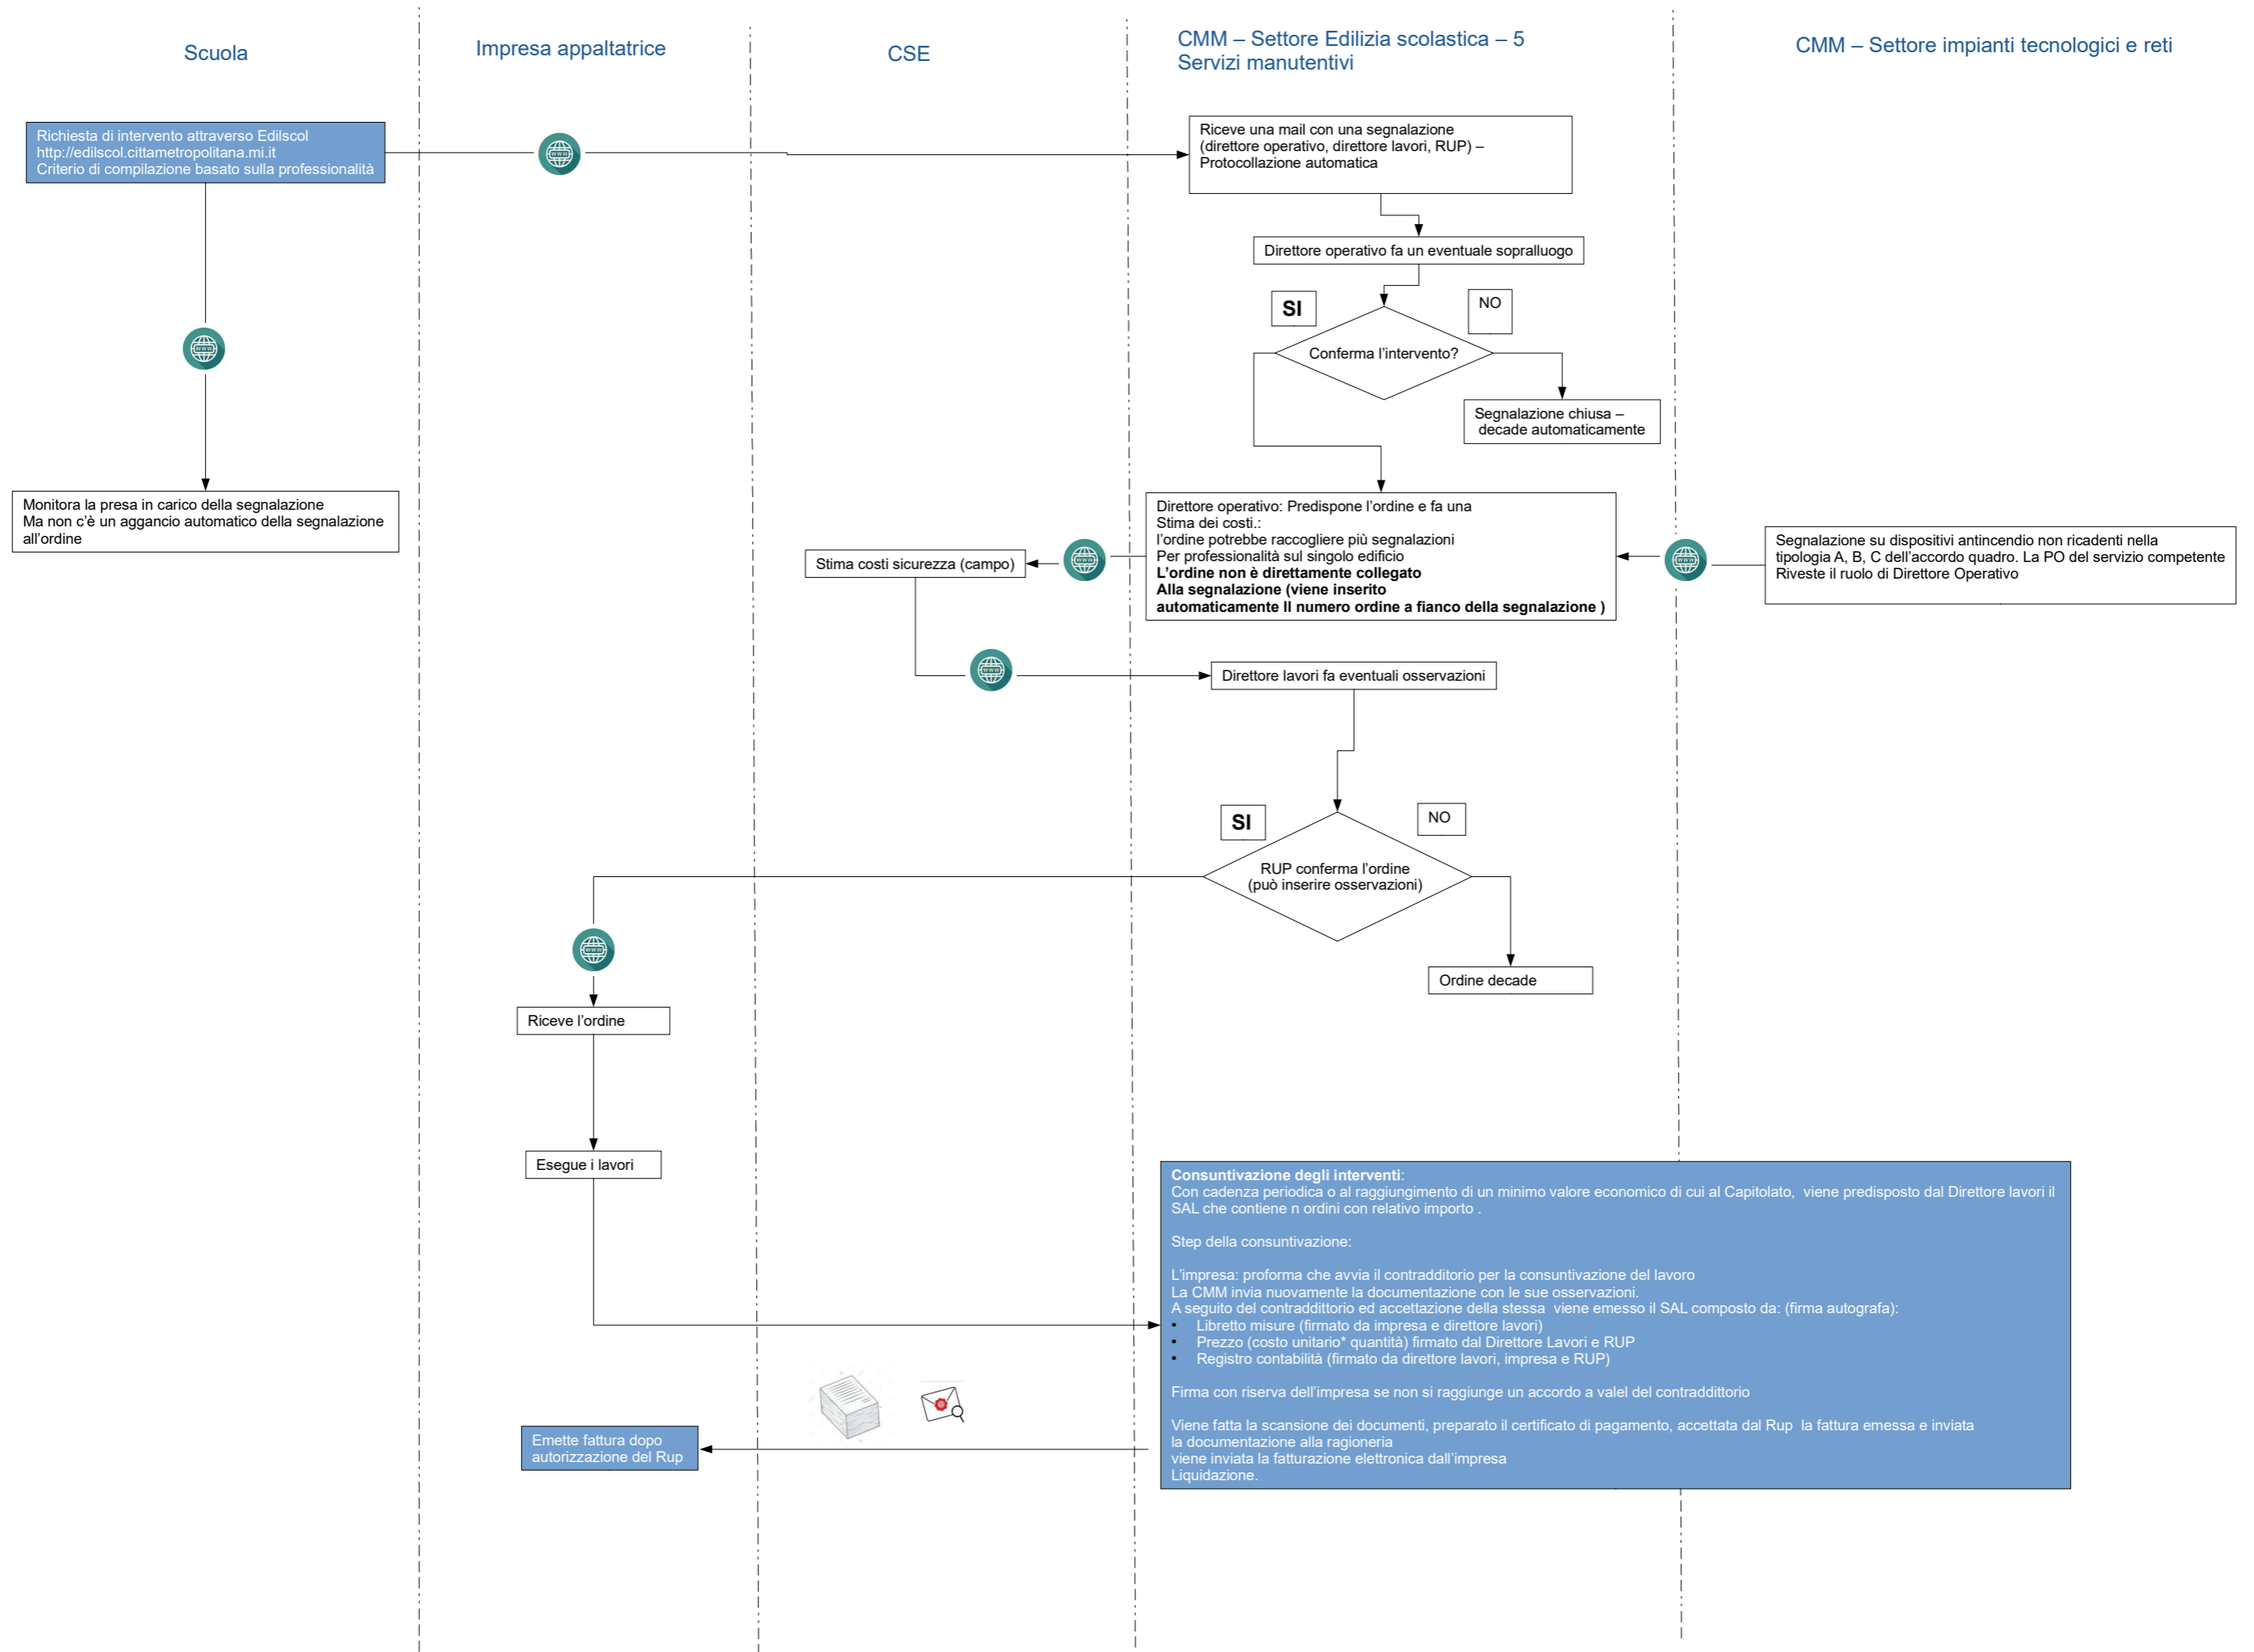 Scuola
Impresa appaltatrice
CSE
CMM – Settore Edilizia scolastica – 5
Servizi manutentivi
CMM – Settore impianti tecnologici e reti
Richiesta di intervento attraverso Edilscol
http://edilscol.cittametropolitana.mi.it
Criterio di compilazione basato sulla professionalità
WWW
Riceve una mail con una segnalazione
(direttore operativo, direttore lavori, RUP) –
Protocollazione automatica
Direttore operativo fa un eventuale sopralluogo
SI
NO
Conferma l'intervento?
WWW
Segnalazione chiusa –
decade automaticamente
Monitora la presa in carico della segnalazione
Ma non c'è un aggancio automatico della segnalazione
all'ordine
Direttore operativo: Predispone l'ordine e fa una
Stima dei costi.:
l'ordine potrebbe raccogliere più segnalazioni
Per professionalità sul singolo edificio
L'ordine non è direttamente collegato
Alla segnalazione (viene inserito
automaticamente Il numero ordine a fianco della segnalazione )
Stima costi sicurezza (campo)
WWW
WWW
Segnalazione su dispositivi antincendio non ricadenti nella
tipologia A, B, C dell'accordo quadro. La PO del servizio competente
Riveste il ruolo di Direttore Operativo
WWW
Direttore lavori fa eventuali osservazioni
SI
NO
RUP conferma l'ordine
(può inserire osservazioni)
WWW
Ordine decade
Riceve l'ordine
Esegue i lavori
Consuntivazione degli interventi:
Con cadenza periodica o al raggiungimento di un minimo valore economico di cui al Capitolato, viene predisposto dal Direttore lavori il
SAL che contiene n ordini con relativo importo .
Step della consuntivazione:
L'impresa: proforma che avvia il contradditorio per la consuntivazione del lavoro
La CMM invia nuovamente la documentazione con le sue osservazioni.
A seguito del contraddittorio ed accettazione della stessa viene emesso il SAL composto da: (firma autografa):
• Libretto misure (firmato da impresa e direttore lavori)
• Prezzo (costo unitario* quantità) firmato dal Direttore Lavori e RUP
• Registro contabilità (firmato da direttore lavori, impresa e RUP)
Firma con riserva dell'impresa se non si raggiunge un accordo a valel del contraddittorio
Viene fatta la scansione dei documenti, preparato il certificato di pagamento, accettata dal Rup la fattura emessa e inviata
la documentazione alla ragioneria
viene inviata la fatturazione elettronica dall'impresa
Liquidazione.
Emette fattura dopo
autorizzazione del Rup